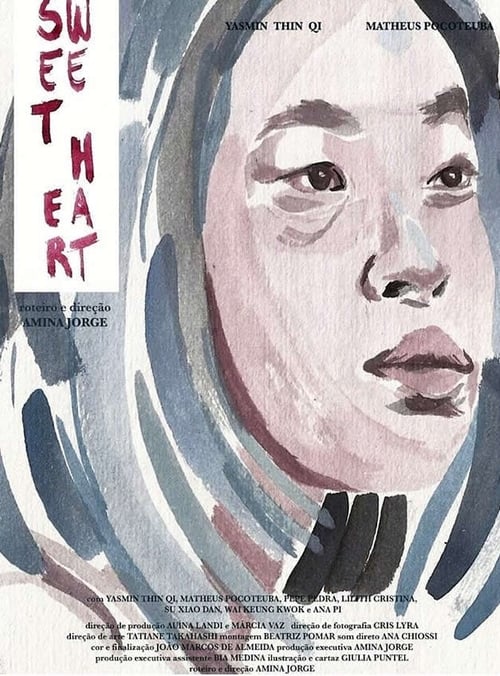 YASMIN THIN QI MATHEUS POCOTEUBA
SWEET HEART
roteiro e direção
AMINA JORGE
com YASMIN THIN QI, MATHEUS POCOTEUBA, PEPE PEDRA, LILITH CRISTINA,
SU XIAO DAN, WAI KEUNG KWOK e ANA PI
direção de produção AUINA LANDI e MARCIA VAZ direção de fotografia CRIS LYRA
direção de arte TATIANE TAKAHASHI montagem BEATRIZ POMAR som direto ANA CHIOSSI
cor e finalização JOÃO MARCOS DE ALMEIDA produção executiva AMINA JORGE
produção executiva assistente BIA MEDINA ilustração e cartaz GIULIA PUNTEL
roteiro e direção AMINA JORGE